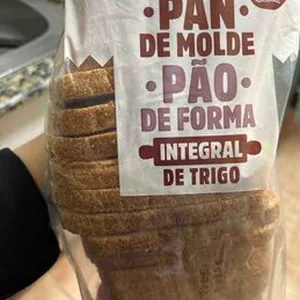 PAN
DE MOLDE
PÃO
DE FORMA
INTEGRAL
DE TRIGO